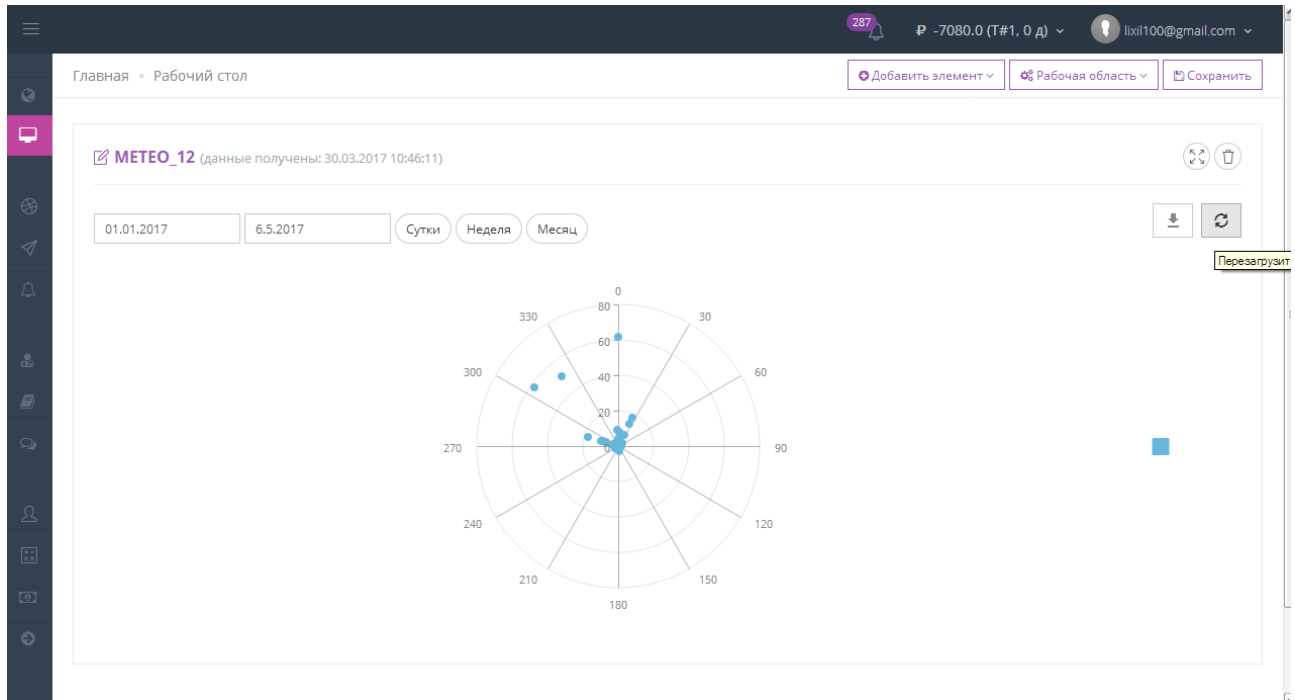 287
₽ -7080.0 (T#1, 0 д)
lixil100@gmail.com
Главная • Рабочий стол
Добавить элемент
Рабочая область
Сохранить
METEO_12 (данные получены: 30.03.2017 10:46:11)
01.01.2017
6.5.2017
Сутки
Неделя
Месяц
Перезагрузит
0
80
330
30
60
300
40
60
20
270
0
90
240
120
210
150
180